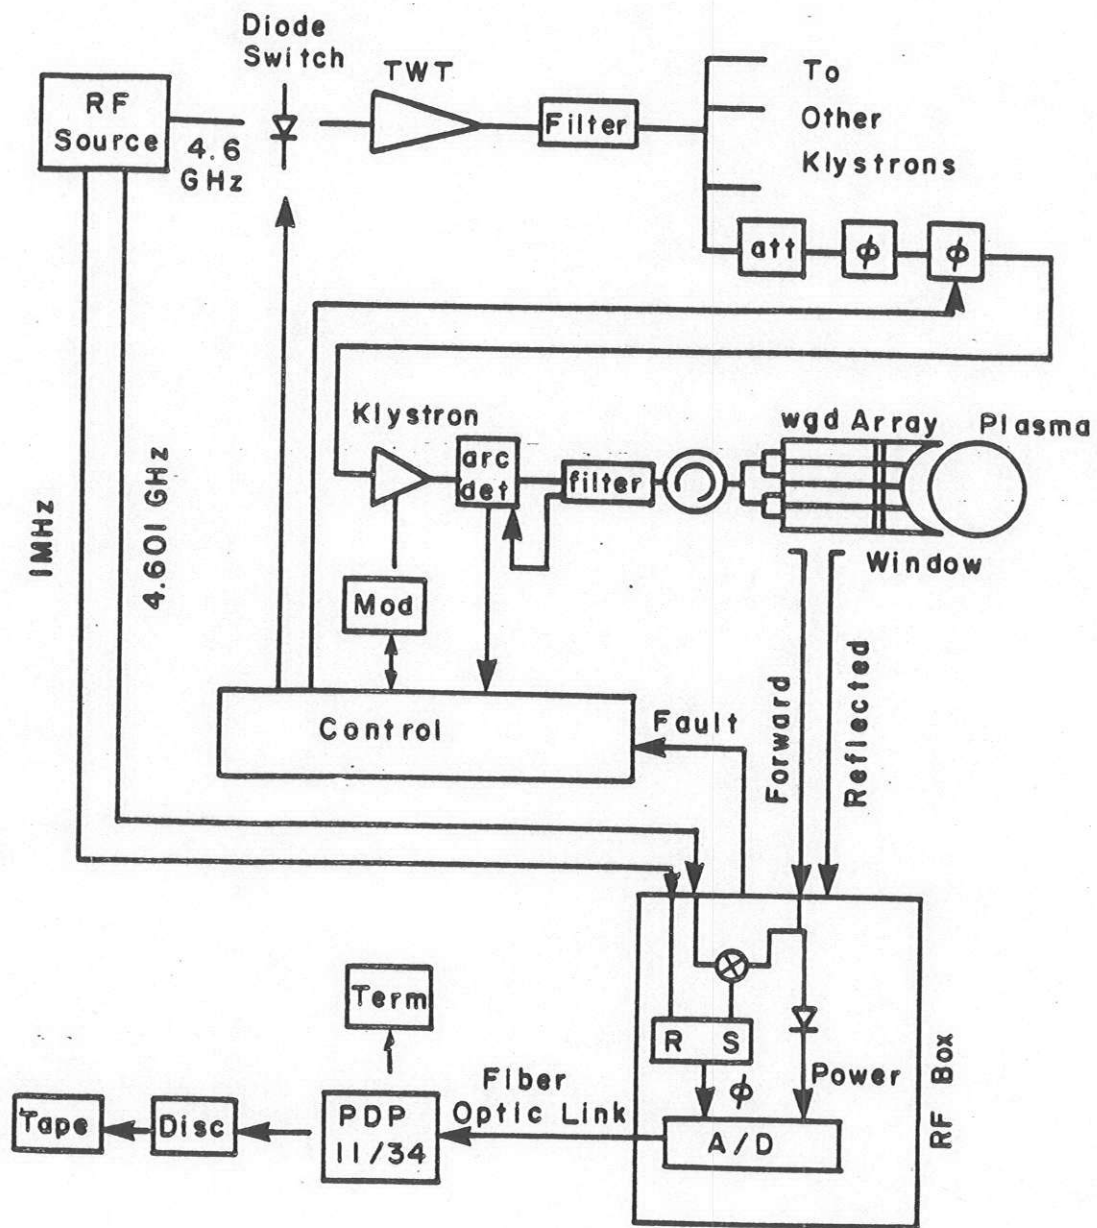 Diode
Switch
TWT
RF
Source
4.6
GHz
Filter
To
Other
Klystrons
att
ϕ
ϕ
Klystron
arc
det
filter
wgd Array
Plasma
Window
1MHz
4.601 GHz
Mod
Control
Fault
Forward
Reflected
Term
R S
ϕ
Power
RF Box
Fiber
Optic Link
Tape
Disc
PDP
11/34
A/D